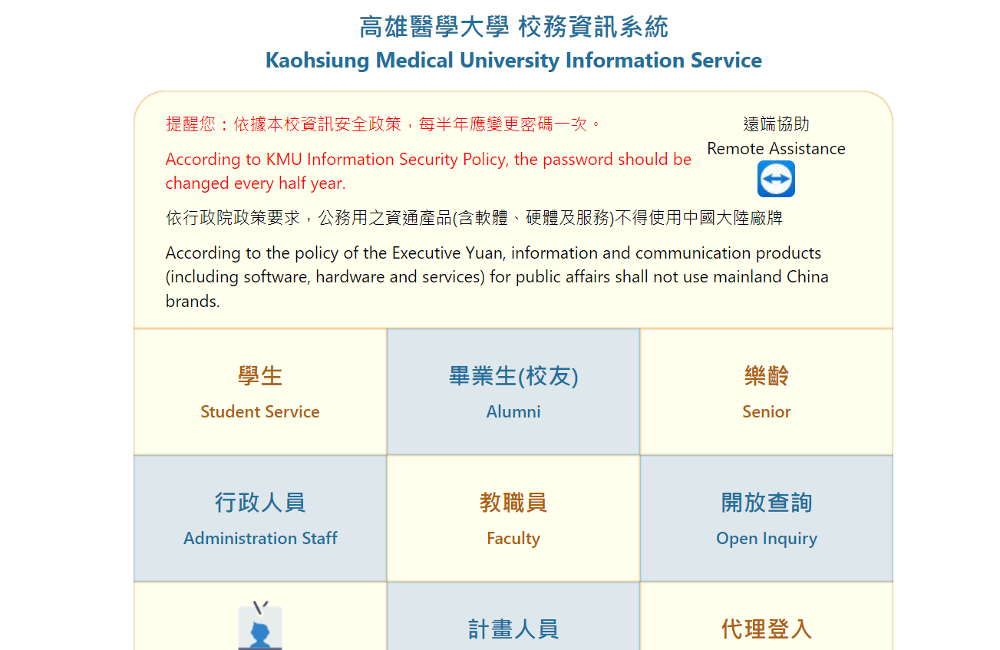 高雄醫學大學 校務資訊系統
Kaohsiung Medical University Information Service
提醒您：依據本校資訊安全政策，每半年應變更密碼一次。
According to KMU Information Security Policy, the password should be
changed every half year.
遠端協助
Remote Assistance
依行政院政策要求，公務用之資通產品(含軟體、硬體及服務)不得使用中國大陸廠牌
According to the policy of the Executive Yuan, information and communication products
(including software, hardware and services) for public affairs shall not use mainland China
brands.
學生
Student Service
畢業生(校友)
Alumni
樂齡
Senior
行政人員
Administration Staff
教職員
Faculty
開放查詢
Open Inquiry
計畫人員
代理登入